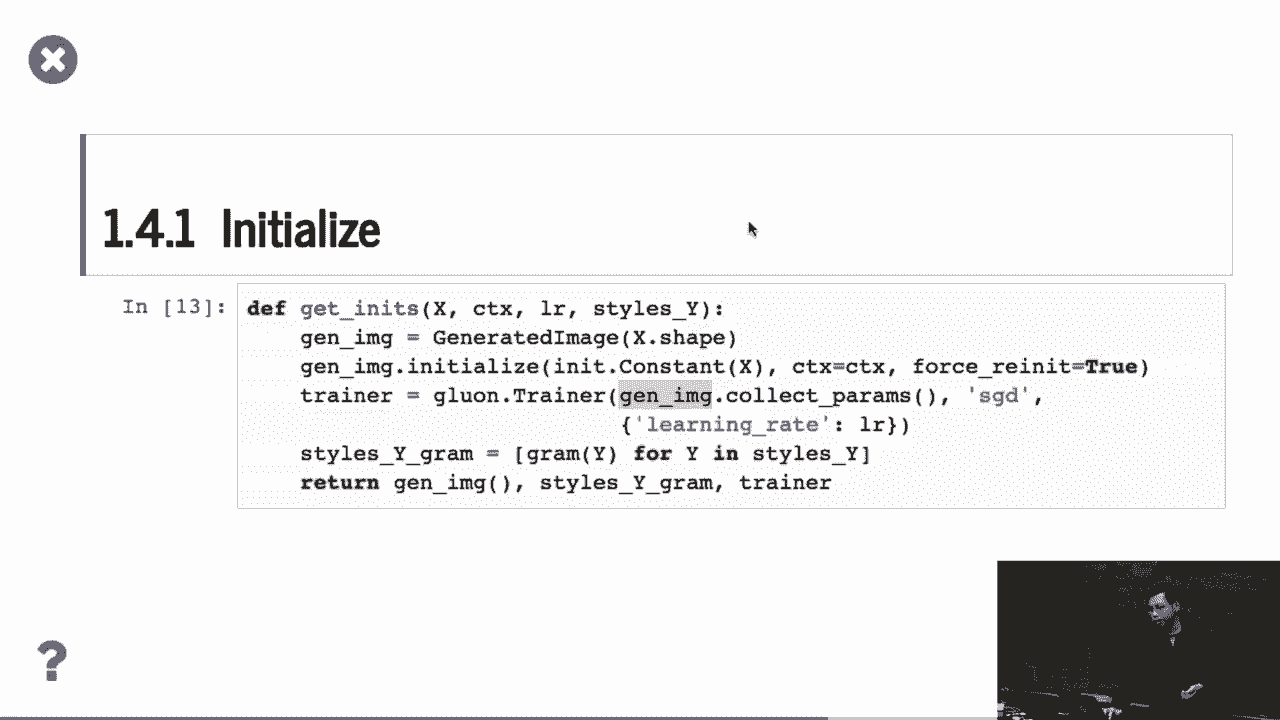 1.4.1 Initialize
In [13]: def get_inits(X, ctx, lr, styles_Y):
gen_img = GeneratedImage(X.shape)
gen_img.initialize(init.Constant(X), ctx=ctx, force_reinit=True)
trainer = gluon.Trainer(gen_img.collect_params(), 'sgd',
{'learning_rate': lr})
styles_Y_gram = [gram(Y) for Y in styles_Y]
return gen_img(), styles_Y_gram, trainer
?